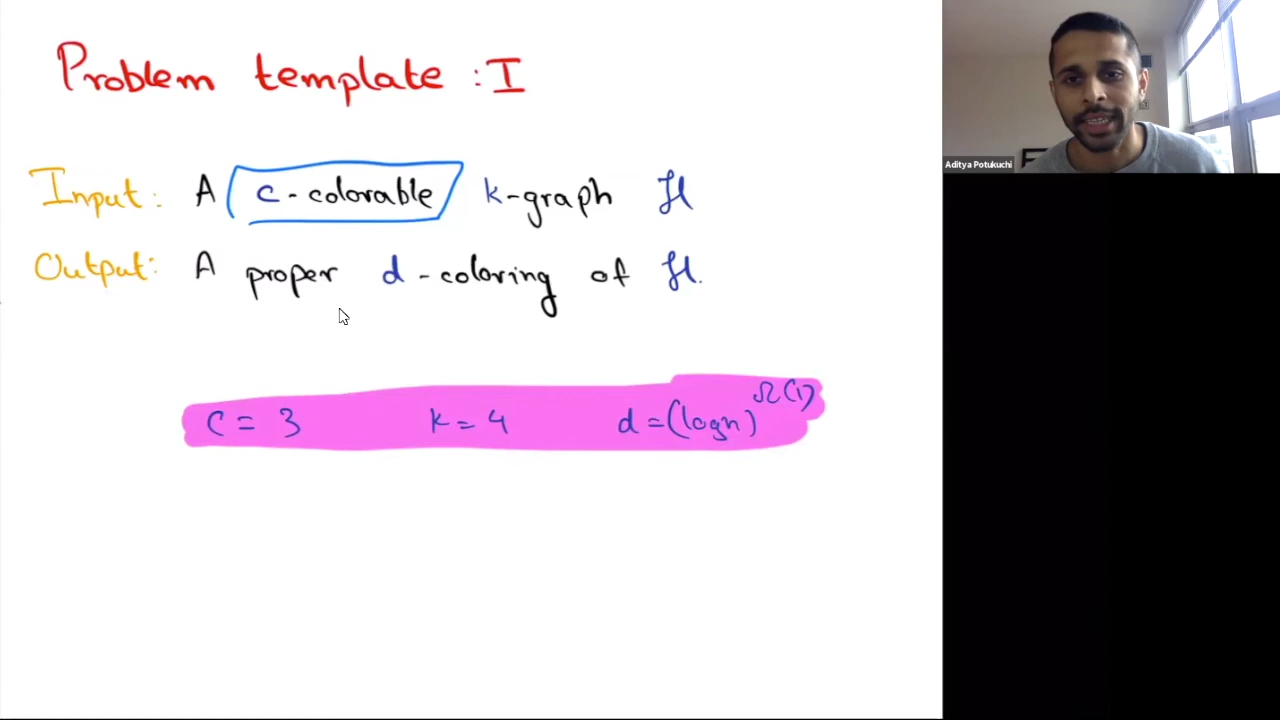 Problem template : I
Input: A c-colorable k-graph H
Output: A proper d-coloring of H.
c = 3 k = 4 d = (log n)^Ω(1)
Aditya Potukuchi